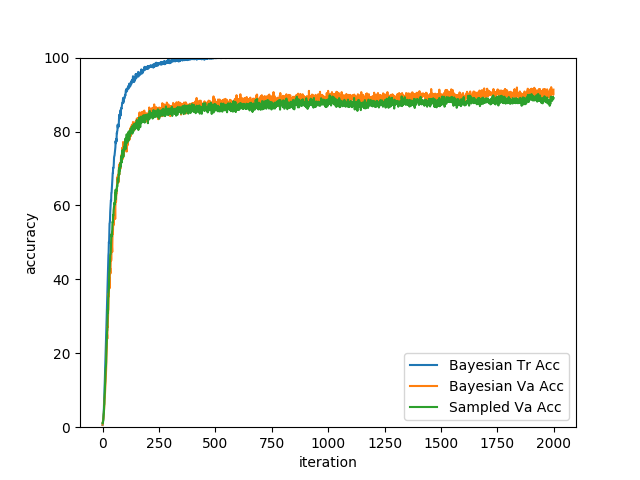 100
80
60
40
20
0
accuracy
0 250 500 750 1000 1250 1500 1750 2000
iteration
Bayesian Tr Acc
Bayesian Va Acc
Sampled Va Acc